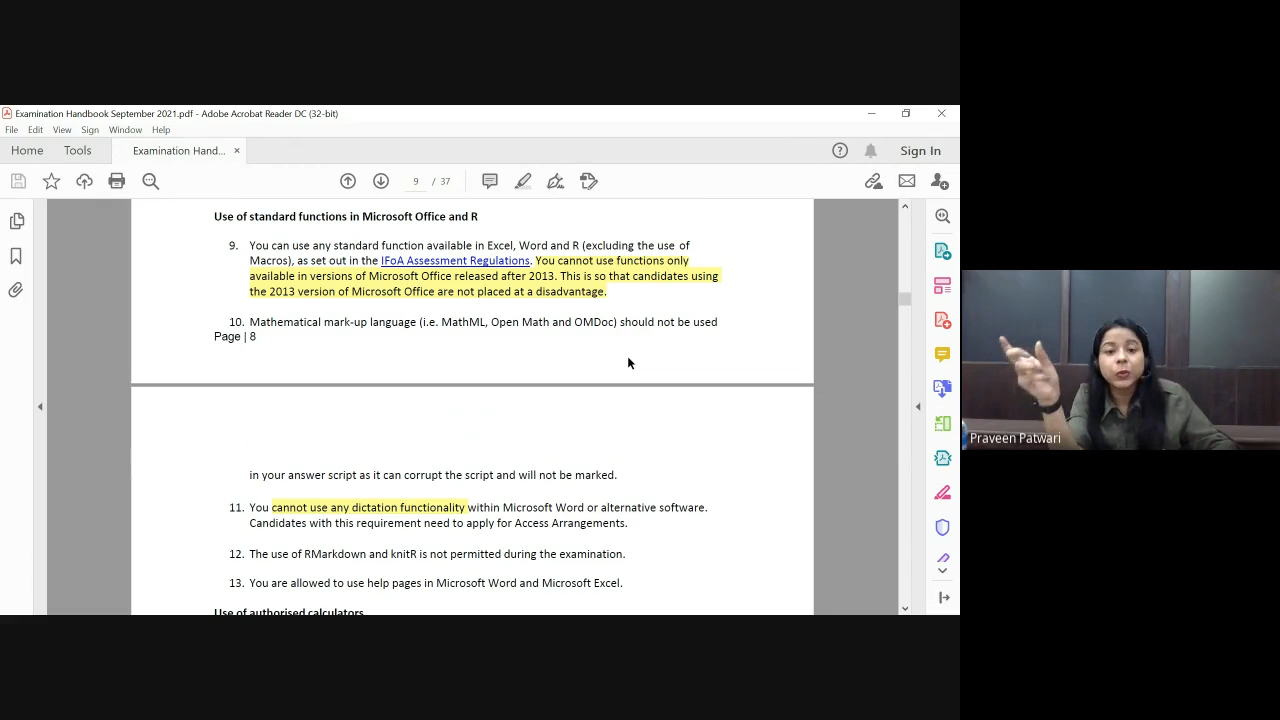 Examination Handbook September 2021.pdf - Adobe Acrobat Reader DC (32-bit)
File Edit View Sign Window Help
Home Tools Examination Hand... × Sign In
9 / 37
Use of standard functions in Microsoft Office and R
9. You can use any standard function available in Excel, Word and R (excluding the use of
Macros), as set out in the IFoA Assessment Regulations. You cannot use functions only
available in versions of Microsoft Office released after 2013. This is so that candidates using
the 2013 version of Microsoft Office are not placed at a disadvantage.
10. Mathematical mark-up language (i.e. MathML, Open Math and OMDoc) should not be used
Page | 8
in your answer script as it can corrupt the script and will not be marked.
11. You cannot use any dictation functionality within Microsoft Word or alternative software.
Candidates with this requirement need to apply for Access Arrangements.
12. The use of RMarkdown and knitR is not permitted during the examination.
13. You are allowed to use help pages in Microsoft Word and Microsoft Excel.
Use of authorised calculators
Praveen Patwari